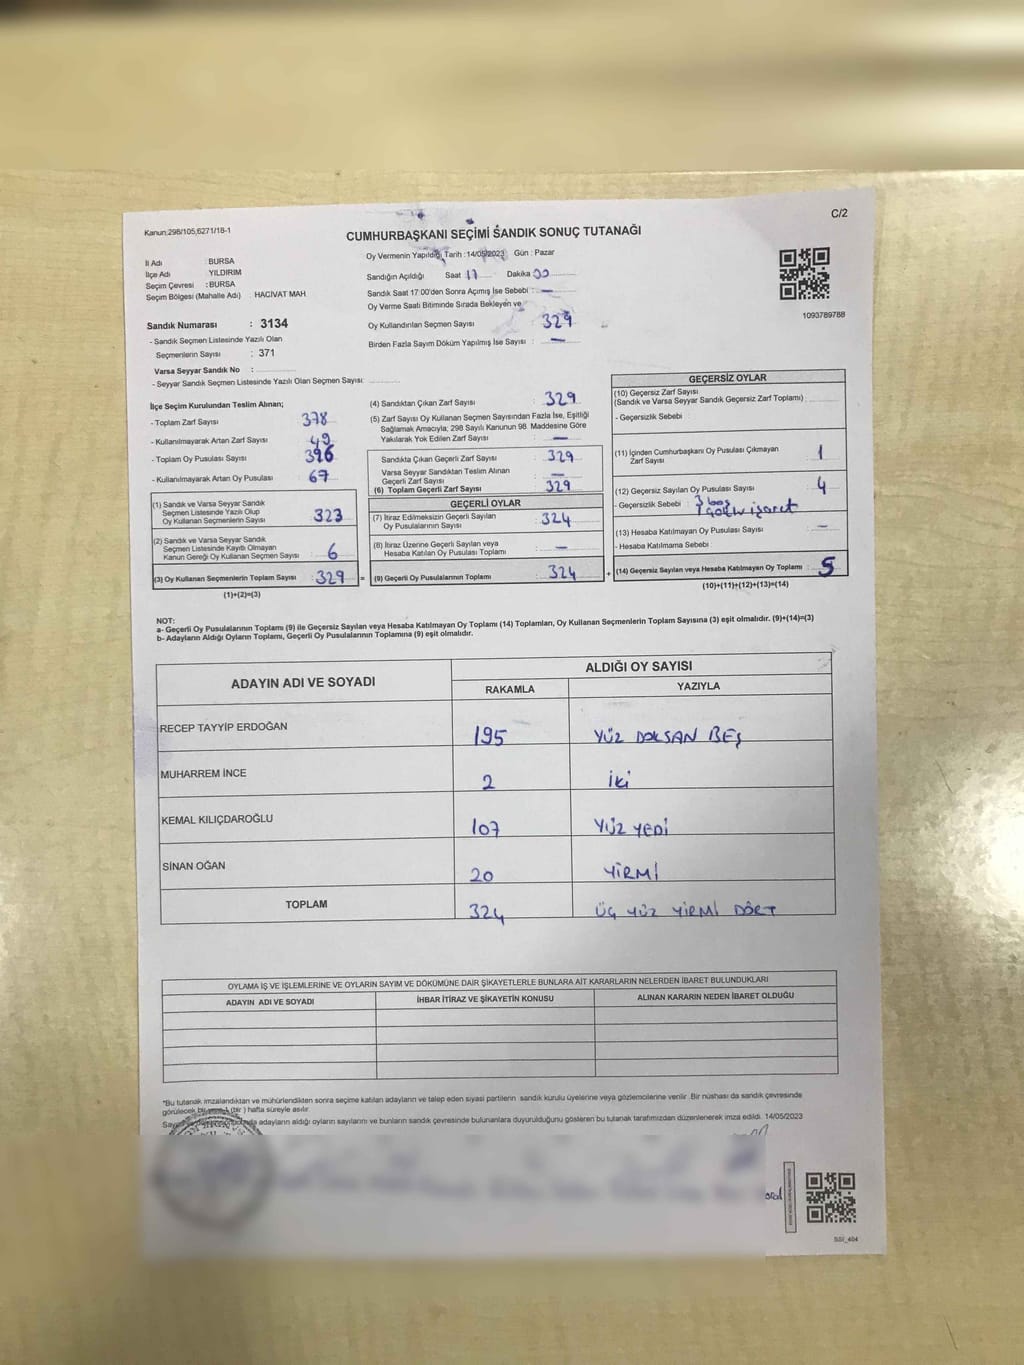 C/2
Kanun:298/105,6271/18-1
CUMHURBAŞKANI SEÇİMİ SANDIK SONUÇ TUTANAĞI
İl Adı : BURSA
İlçe Adı : YILDIRIM
Seçim Çevresi : BURSA
Seçim Bölgesi (Mahalle Adı) : HACİVAT MAH
Oy Vermenin Yapıldığı Tarih : 14/05/2023 Gün : Pazar
Sandığın Açıldığı Saat 17 Dakika 00
Sandık Saat 17:00'den Sonra Açımış İse Sebebi : —
Oy Verme Saati Bitiminde Sırada Bekleyen ve
Oy Kullandırılan Seçmen Sayısı 329
Birden Fazla Sayım Döküm Yapılmış İse Sayısı : —
1093789788
Sandık Numarası : 3134
- Sandık Seçmen Listesinde Yazılı Olan
Seçmenlerin Sayısı : 371
Varsa Seyyar Sandık No :
- Seyyar Sandık Seçmen Listesinde Yazılı Olan Seçmen Sayısı:
İlçe Seçim Kurulundan Teslim Alınan;
- Toplam Zarf Sayısı 378
- Kullanılmayarak Artan Zarf Sayısı 49
- Toplam Oy Pusulası Sayısı 396
- Kullanılmayarak Artan Oy Pusulası 67
(1) Sandık ve Varsa Seyyar Sandık
Seçmen Listesinde Yazılı Olup
Oy Kullanan Seçmenlerin Sayısı 323
(2) Sandık ve Varsa Seyyar Sandık
Seçmen Listesinde Kayıtlı Olmayan
Kanun Gereği Oy Kullanan Seçmen Sayısı 6
(3) Oy Kullanan Seçmenlerin Toplam Sayısı : 329
(1)+(2)=(3)
(4) Sandıktan Çıkan Zarf Sayısı : 329
(5) Zarf Sayısı Oy Kullanan Seçmen Sayısından Fazla İse, Eşitliği
Sağlamak Amacıyla; 298 Sayılı Kanunun 98. Maddesine Göre
Yakılarak Yok Edilen Zarf Sayısı : —
Sandıkta Çıkan Geçerli Zarf Sayısı : 329
Varsa Seyyar Sandıktan Teslim Alınan
Geçerli Zarf Sayısı : —
(6) Toplam Geçerli Zarf Sayısı : 329
GEÇERLİ OYLAR
(7) İtiraz Edilmeksizin Geçerli Sayılan
Oy Pusulalarının Sayısı : 324
(8) İtiraz Üzerine Geçerli Sayılan veya
Hesaba Katılan Oy Pusulası Toplamı : —
= (9) Geçerli Oy Pusulalarının Toplamı : 324
GEÇERSİZ OYLAR
(10) Geçersiz Zarf Sayısı
(Sandık ve Varsa Seyyar Sandık Geçersiz Zarf Toplamı) :
- Geçersizlik Sebebi :
(11) İçinden Cumhurbaşkanı Oy Pusulası Çıkmayan
Zarf Sayısı : 1
(12) Geçersiz Sayılan Oy Pusulası Sayısı : 4
- Geçersizlik Sebebi : 3 boş
işaret
(13) Hesaba Katılmayan Oy Pusulası Sayısı : —
- Hesaba Katılmama Sebebi :
+ (14) Geçersiz Sayılan veya Hesaba Katılmayan Oy Toplamı : 5
(10)+(11)+(12)+(13)=(14)
NOT:
a- Geçerli Oy Pusulalarının Toplamı (9) ile Geçersiz Sayılan veya Hesaba Katılmayan Oy Toplamı (14) Toplamları, Oy Kullanan Seçmenlerin Toplam Sayısına (3) eşit olmalıdır. (9)+(14)=(3)
b- Adayların Aldığı Oyların Toplamı, Geçerli Oy Pusulalarının Toplamına (9) eşit olmalıdır.
ADAYIN ADI VE SOYADI
ALDIĞI OY SAYISI
RAKAMLA YAZIYLA
RECEP TAYYİP ERDOĞAN 195 YÜZ DOKSAN BEŞ
MUHARREM İNCE 2 İKİ
KEMAL KILIÇDAROĞLU 107 YÜZ YEDİ
SİNAN OĞAN 20 YİRMİ
TOPLAM 324 ÜÇ YÜZ YİRMİ DÖRT
OYLAMA İŞ VE İŞLEMLERİNE VE OYLARIN SAYIM VE DÖKÜMÜNE DAİR ŞİKAYETLERLE BUNLARA AİT KARARLARIN NELERDEN İBARET BULUNDUKLARI
ADAYIN ADI VE SOYADI İHBAR İTİRAZ VE ŞİKAYETİN KONUSU ALINAN KARARIN NEDEN İBARET OLDUĞU
*Bu tutanak imzalandıktan ve mühürlendikten sonra seçime katılan adayların ve talep eden siyasi partilerin sandık kurulu üyelerine veya gözlemcilerine verilir. Bir nüshası da sandık çevresinde
görülecek bir (bir ) hafta süreyle asılır.
adayların aldığı oyların sayılarını ve bunların sandık çevresinde bulunanlara duyurulduğunu gösteren bu tutanak tarafımızdan düzenlenerek imza edildi. 14/05/2023
SSI_404